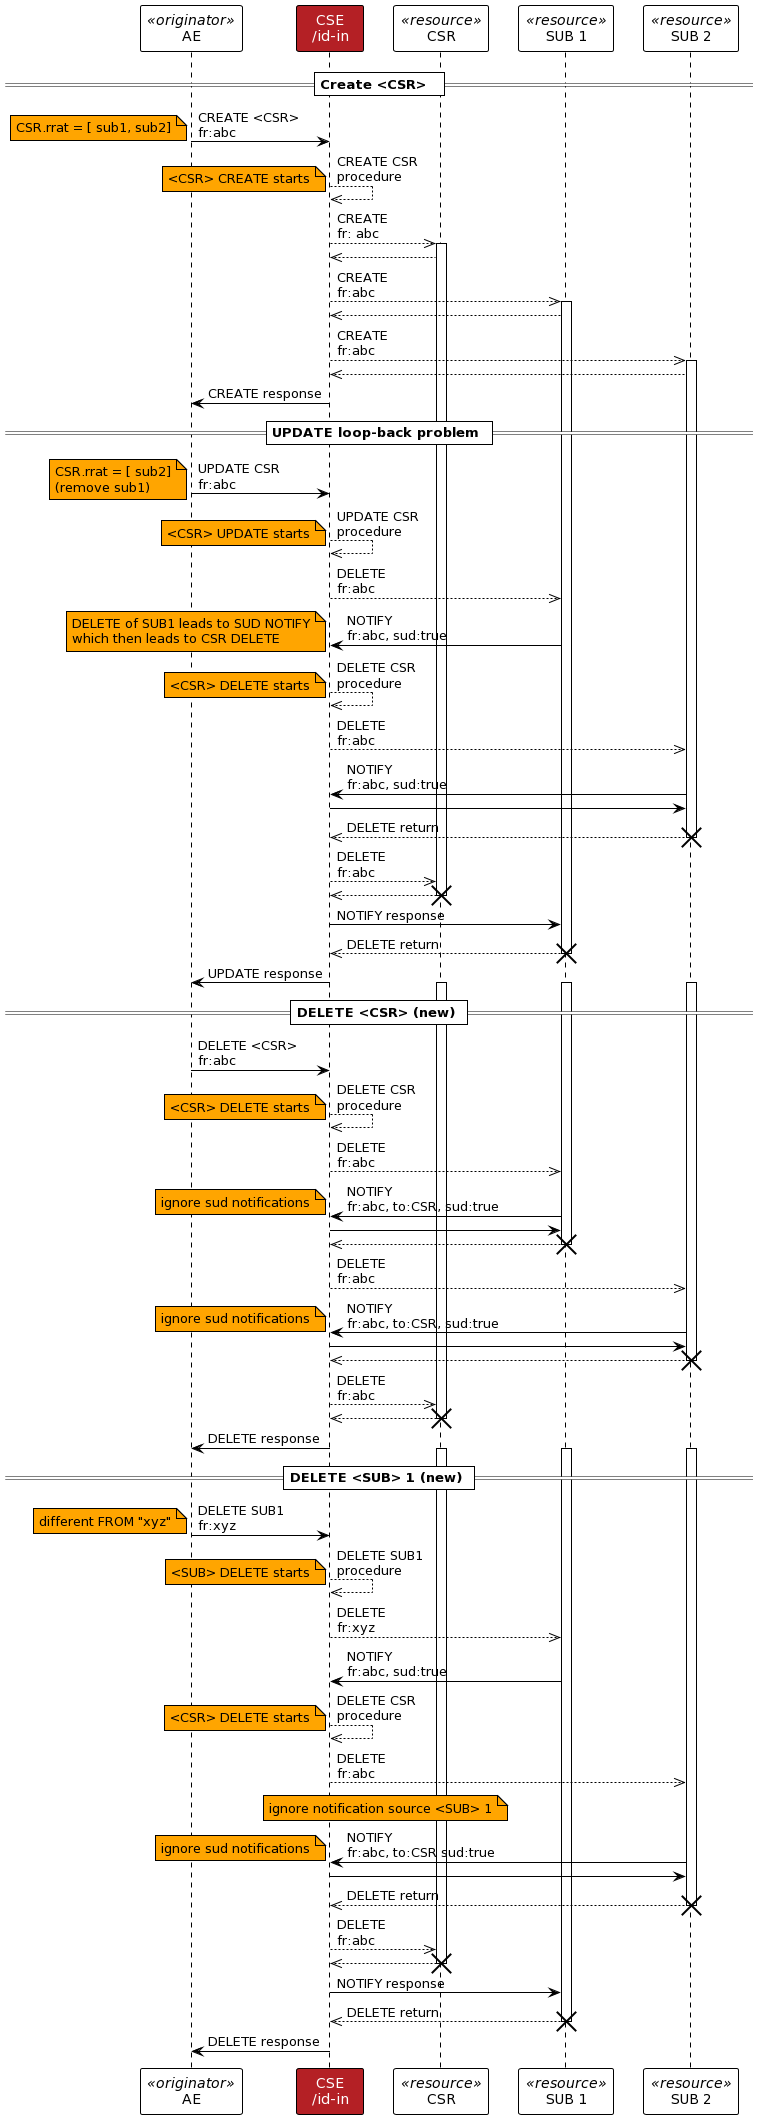 «originator»
AE
CSE
/id-in
«resource»
CSR
«resource»
SUB 1
«resource»
SUB 2
Create <CSR>
CSR.rrat = [ sub1, sub2]
CREATE <CSR>
fr:abc
<CSR> CREATE starts
CREATE CSR
procedure
CREATE
fr: abc
CREATE
fr:abc
CREATE
fr:abc
CREATE response
UPDATE loop-back problem
CSR.rrat = [ sub2]
(remove sub1)
UPDATE CSR
fr:abc
<CSR> UPDATE starts
UPDATE CSR
procedure
DELETE
fr:abc
DELETE of SUB1 leads to SUD NOTIFY
which then leads to CSR DELETE
NOTIFY
fr:abc, sud:true
<CSR> DELETE starts
DELETE CSR
procedure
DELETE
fr:abc
NOTIFY
fr:abc, sud:true
DELETE return
DELETE
fr:abc
NOTIFY response
DELETE return
UPDATE response
DELETE <CSR> (new)
DELETE <CSR>
fr:abc
<CSR> DELETE starts
DELETE CSR
procedure
DELETE
fr:abc
ignore sud notifications
NOTIFY
fr:abc, to:CSR, sud:true
DELETE
fr:abc
ignore sud notifications
NOTIFY
fr:abc, to:CSR, sud:true
DELETE
fr:abc
DELETE response
DELETE <SUB> 1 (new)
different FROM "xyz"
DELETE SUB1
fr:xyz
<SUB> DELETE starts
DELETE SUB1
procedure
DELETE
fr:xyz
NOTIFY
fr:abc, sud:true
<CSR> DELETE starts
DELETE CSR
procedure
DELETE
fr:abc
ignore notification source <SUB> 1
ignore sud notifications
NOTIFY
fr:abc, to:CSR sud:true
DELETE return
DELETE
fr:abc
NOTIFY response
DELETE return
DELETE response
«originator»
AE
CSE
/id-in
«resource»
CSR
«resource»
SUB 1
«resource»
SUB 2